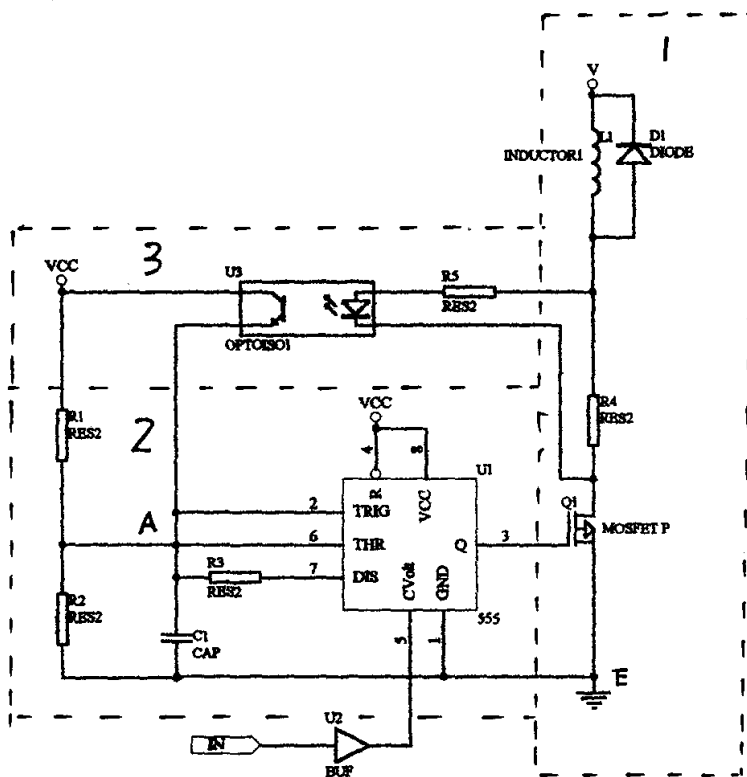 1
V
L1
D1
INDUCTOR1
DIODE
3
VCC
U3
R5
RES2
OPTOISO1
R1
RES2
2
VCC
R4
RES2
4
8
U1
R
VCC
A
2
TRIG
Q1
6
THR
Q
3
MOSFET P
R3
RES2
7
DIS
CVolt
GND
R2
RES2
555
C1
CAP
5
1
E
U2
IN
BUF